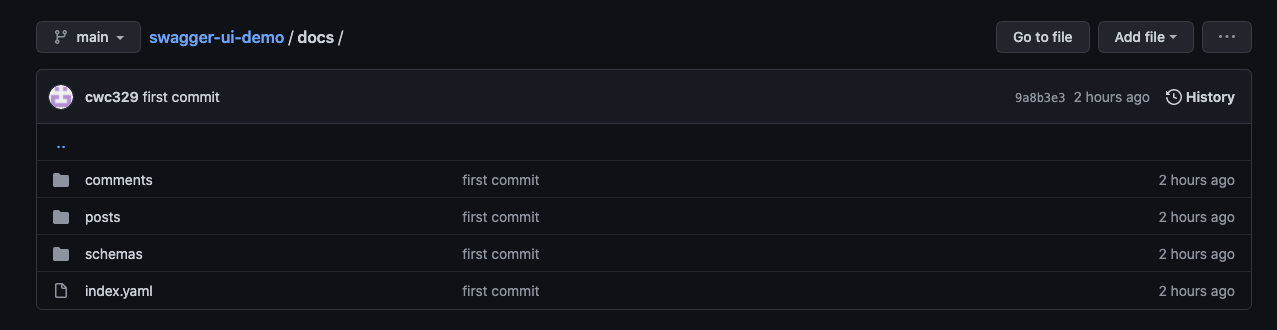 main swagger-ui-demo / docs / Go to file Add file ...
cwc329 first commit 9a8b3e3 2 hours ago History
..
comments first commit 2 hours ago
posts first commit 2 hours ago
schemas first commit 2 hours ago
index.yaml first commit 2 hours ago